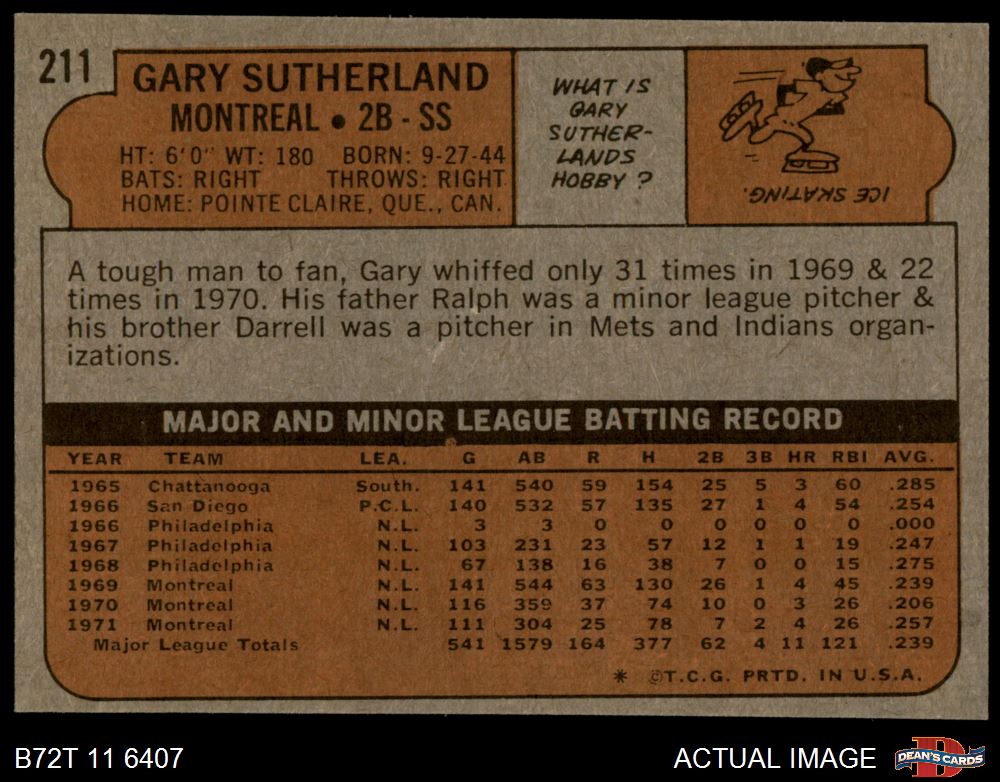 211
GARY SUTHERLAND
MONTREAL • 2B - SS
HT: 6'0" WT: 180 BORN: 9-27-44
BATS: RIGHT THROWS: RIGHT
HOME: POINTE CLAIRE, QUE., CAN.
WHAT IS
GARY
SUTHER-
LANDS
HOBBY ?
ICE SKATING.
A tough man to fan, Gary whiffed only 31 times in 1969 & 22
times in 1970. His father Ralph was a minor league pitcher &
his brother Darrell was a pitcher in Mets and Indians organ-
izations.
MAJOR AND MINOR LEAGUE BATTING RECORD
YEAR TEAM LEA. G AB R H 2B 3B HR RBI AVG.
1965 Chattanooga South. 141 540 59 154 25 5 3 60 .285
1966 San Diego P.C.L. 140 532 57 135 27 1 4 54 .254
1966 Philadelphia N.L. 3 3 0 0 0 0 0 0 .000
1967 Philadelphia N.L. 103 231 23 57 12 1 1 19 .247
1968 Philadelphia N.L. 67 138 16 38 7 0 0 15 .275
1969 Montreal N.L. 141 544 63 130 26 1 4 45 .239
1970 Montreal N.L. 116 359 37 74 10 0 3 26 .206
1971 Montreal N.L. 111 304 25 78 7 2 4 26 .257
Major League Totals 541 1579 164 377 62 4 11 121 .239
* ©T.C.G. PRTD. IN U.S.A.
B72T 11 6407
ACTUAL IMAGE
D
DEAN'S CARDS